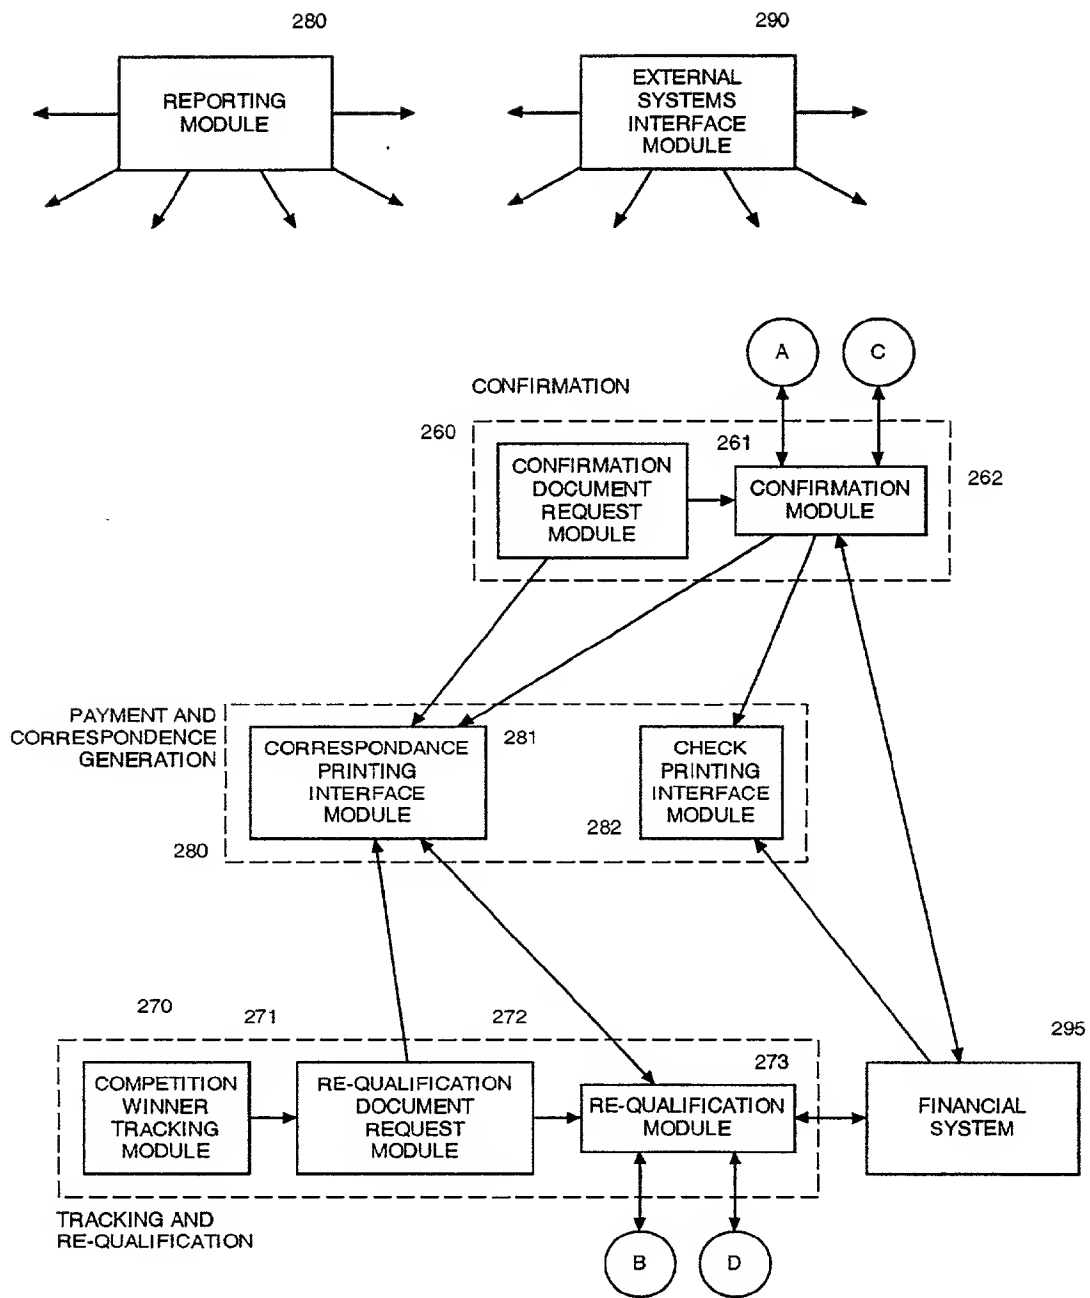 280
290
REPORTING
MODULE
EXTERNAL
SYSTEMS
INTERFACE
MODULE
A
C
CONFIRMATION
260
261
262
CONFIRMATION
DOCUMENT
REQUEST
MODULE
CONFIRMATION
MODULE
PAYMENT AND
CORRESPONDENCE
GENERATION
CORRESPONDANCE
PRINTING
INTERFACE
MODULE
281
CHECK
PRINTING
INTERFACE
MODULE
282
280
270
271
272
273
295
COMPETITION
WINNER
TRACKING
MODULE
RE-QUALIFICATION
DOCUMENT
REQUEST
MODULE
RE-QUALIFICATION
MODULE
FINANCIAL
SYSTEM
TRACKING AND
RE-QUALIFICATION
B
D